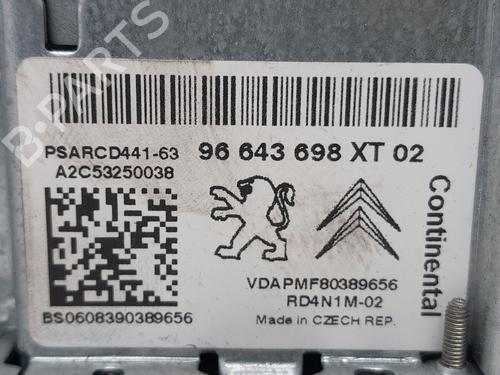 PSARCD441-63 96 643 698 XT 02
A2C53250038
Continental
VDAPMF80389656
RD4N1M-02
BS0608390389656 Made in CZECH REP.
B-PARTS